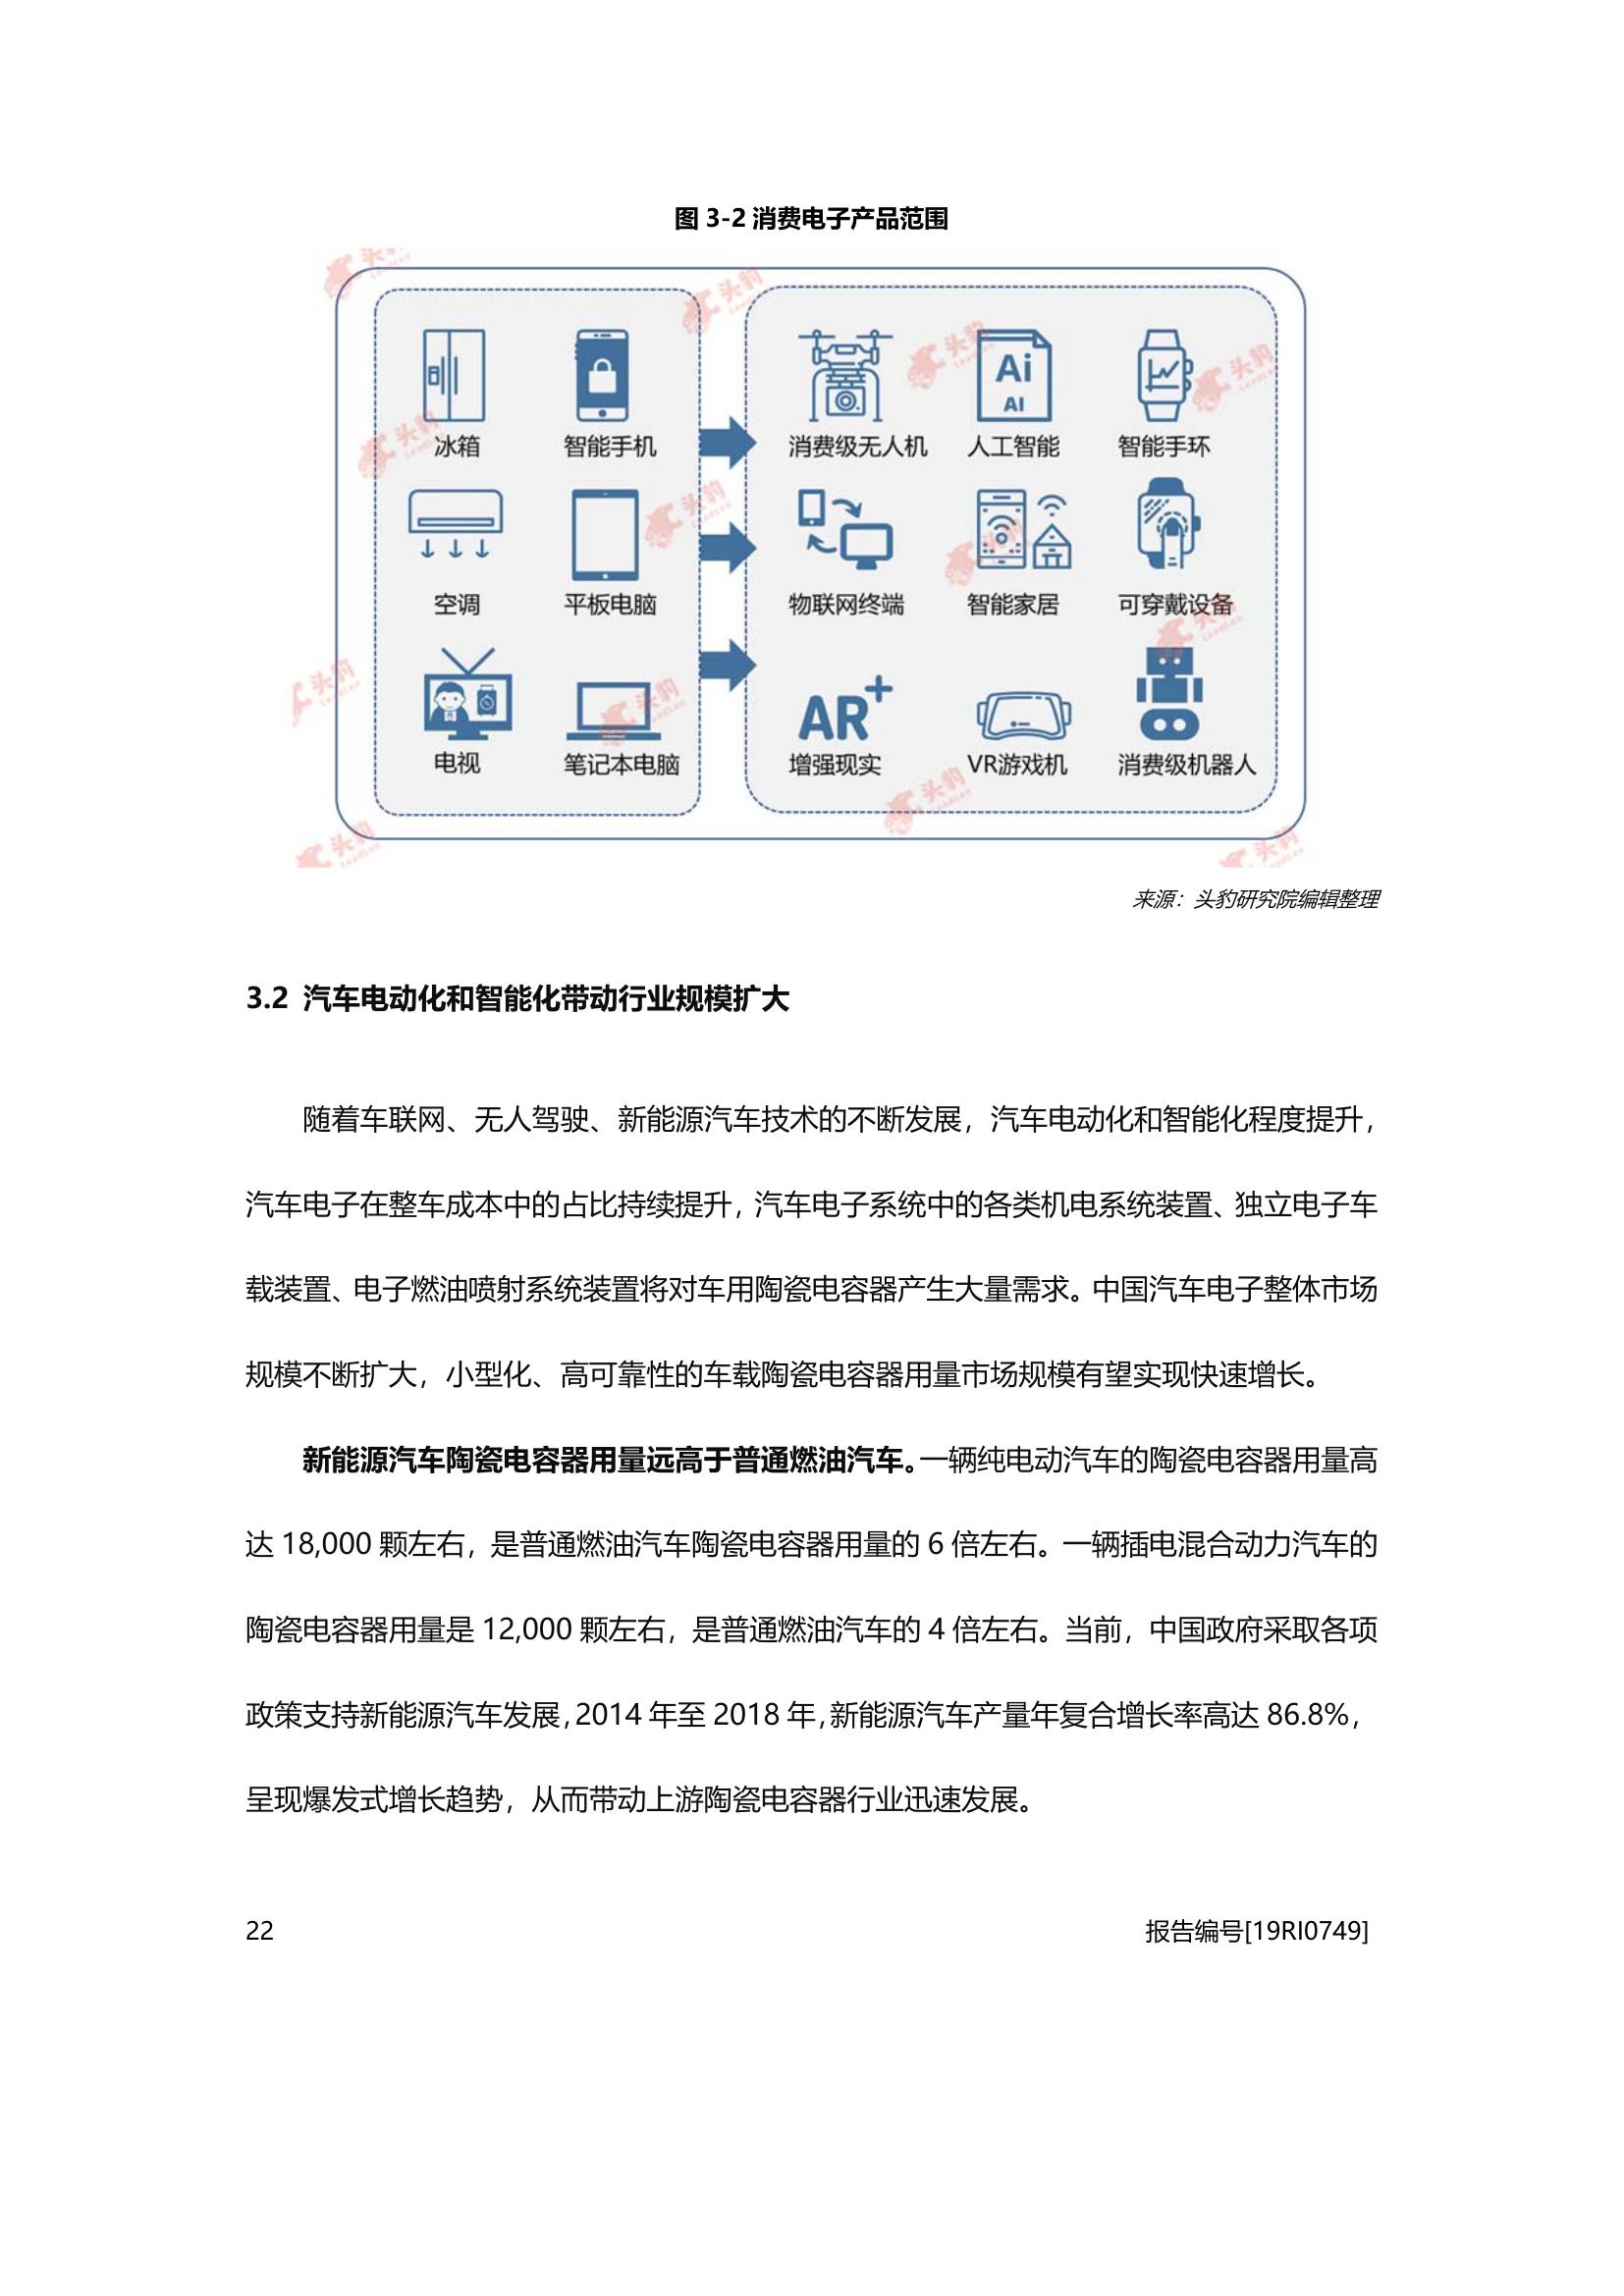 图 3-2 消费电子产品范围
冰箱 智能手机 消费级无人机 人工智能 智能手环
Ai
AI
空调 平板电脑 物联网终端 智能家居 可穿戴设备
AR+
电视 笔记本电脑 增强现实 VR游戏机 消费级机器人
头豹
LeadLeo
来源：头豹研究院编辑整理
3.2 汽车电动化和智能化带动行业规模扩大
随着车联网、无人驾驶、新能源汽车技术的不断发展，汽车电动化和智能化程度提升，
汽车电子在整车成本中的占比持续提升，汽车电子系统中的各类机电系统装置、独立电子车
载装置、电子燃油喷射系统装置将对车用陶瓷电容器产生大量需求。中国汽车电子整体市场
规模不断扩大，小型化、高可靠性的车载陶瓷电容器用量市场规模有望实现快速增长。
新能源汽车陶瓷电容器用量远高于普通燃油汽车。一辆纯电动汽车的陶瓷电容器用量高
达 18,000 颗左右，是普通燃油汽车陶瓷电容器用量的 6 倍左右。一辆插电混合动力汽车的
陶瓷电容器用量是 12,000 颗左右，是普通燃油汽车的 4 倍左右。当前，中国政府采取各项
政策支持新能源汽车发展，2014 年至 2018 年，新能源汽车产量年复合增长率高达 86.8%，
呈现爆发式增长趋势，从而带动上游陶瓷电容器行业迅速发展。
22 报告编号[19RI0749]